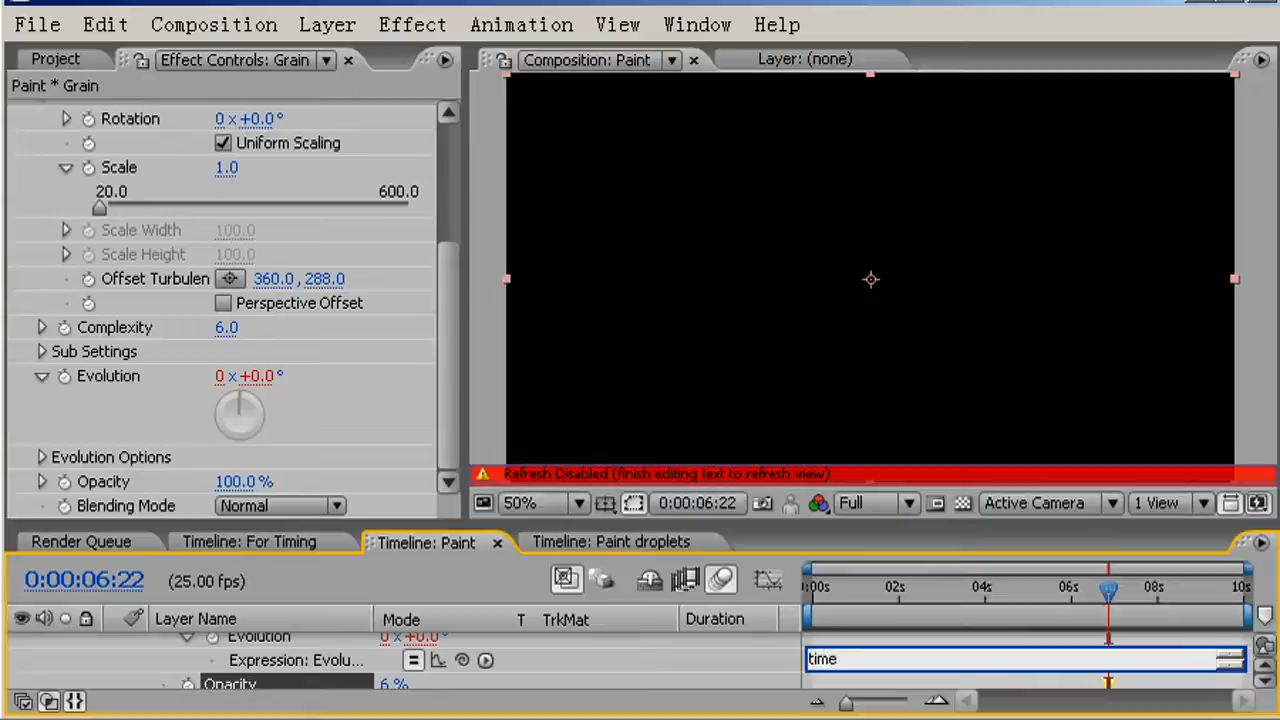 File Edit Composition Layer Effect Animation View Window Help
Project Effect Controls: Grain Composition: Paint Layer: (none)
Paint * Grain
Rotation 0 x +0.0°
Uniform Scaling
Scale 1.0
20.0 600.0
Scale Width 100.0
Scale Height 100.0
Offset Turbulen 360.0, 288.0
Perspective Offset
Complexity 6.0
Sub Settings
Evolution 0 x +0.0°
Evolution Options
Opacity 100.0 %
Blending Mode Normal
Refresh Disabled (finish editing text to refresh view)
50% 0:00:06:22 Full Active Camera 1 View
Render Queue Timeline: For Timing Timeline: Paint Timeline: Paint droplets
0:00:06:22 (25.00 fps) :00s 02s 04s 06s 08s 10s
Layer Name Mode T TrkMat Duration
Evolution 0 x +0.0°
Expression: Evolu... time
Opacity 6 %